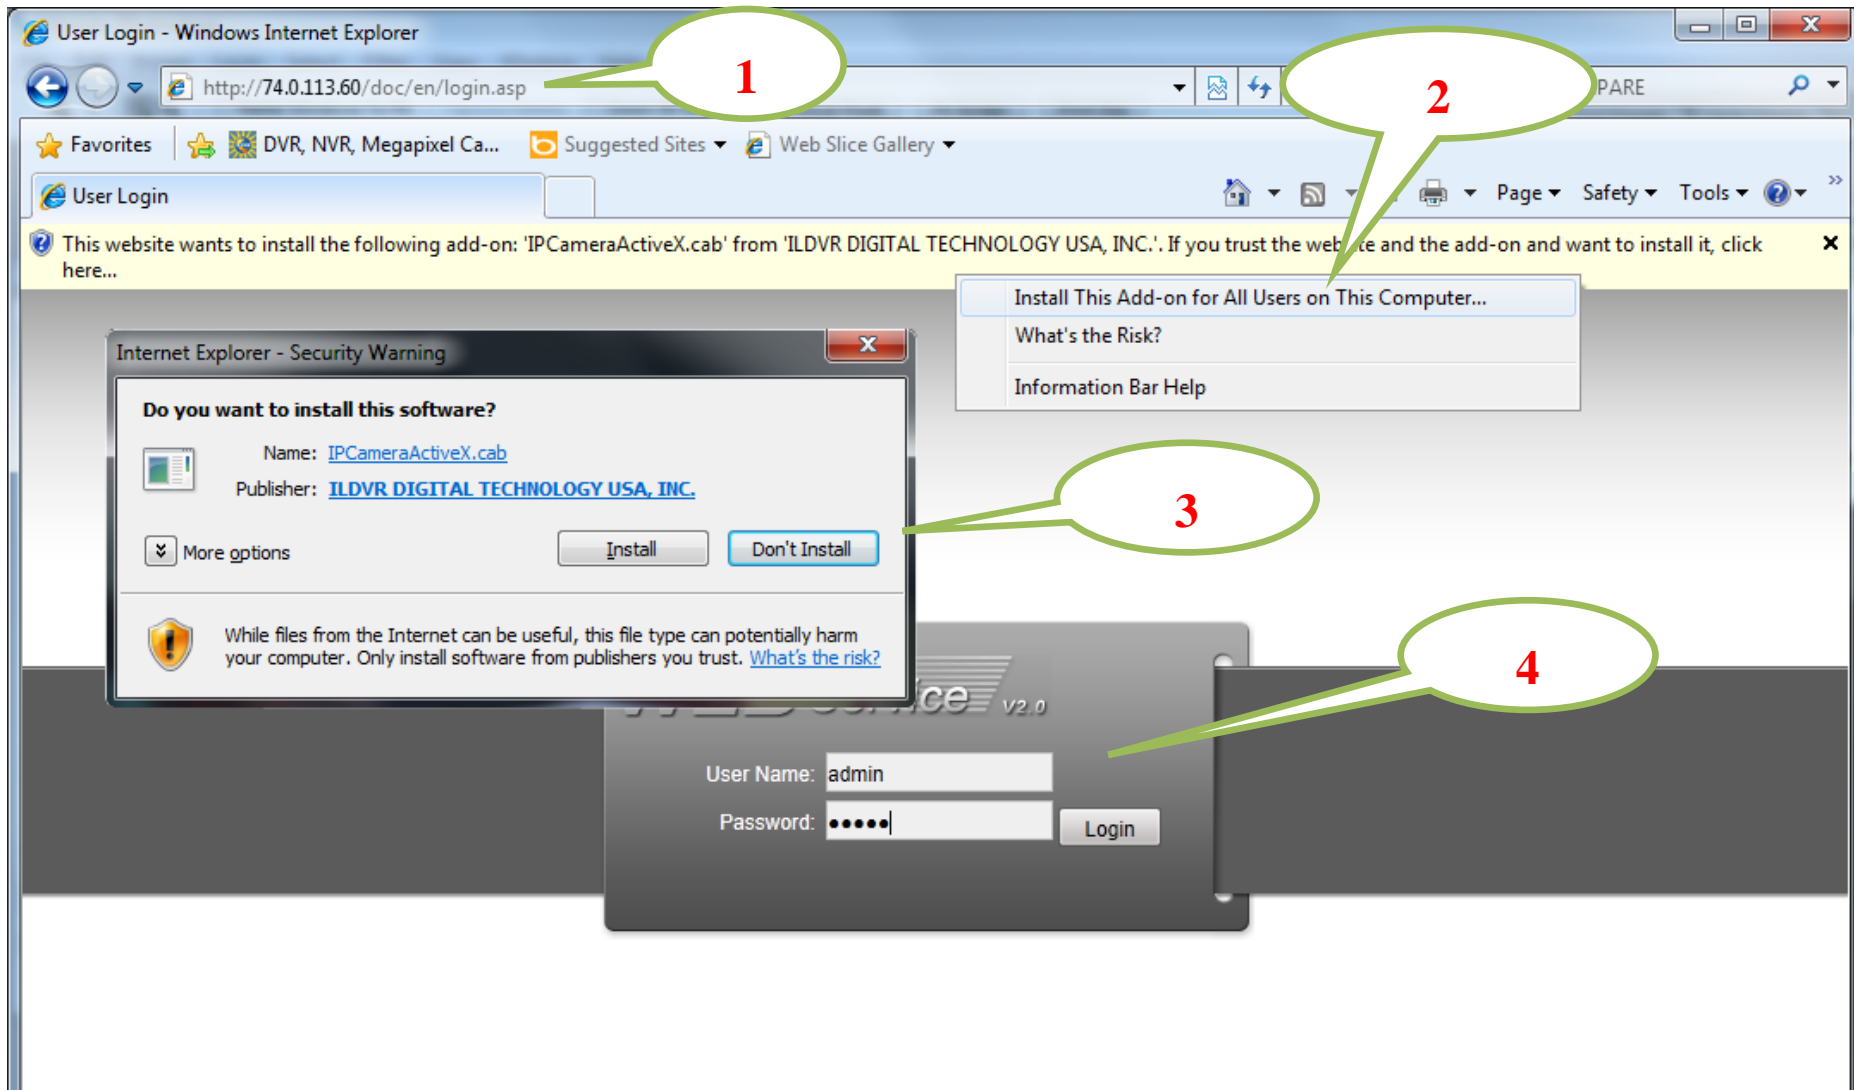 User Login - Windows Internet Explorer
1
http://74.0.113.60/doc/en/login.asp
2
PARE
Favorites
DVR, NVR, Megapixel Ca...
Suggested Sites
Web Slice Gallery
User Login
Page
Safety
Tools
This website wants to install the following add-on: 'IPCameraActiveX.cab' from 'ILDVR DIGITAL TECHNOLOGY USA, INC.'. If you trust the website and the add-on and want to install it, click
here...
Install This Add-on for All Users on This Computer...
What's the Risk?
Information Bar Help
Internet Explorer - Security Warning
Do you want to install this software?
Name: IPCameraActiveX.cab
Publisher: ILDVR DIGITAL TECHNOLOGY USA, INC.
More options
Install
Don't Install
3
While files from the Internet can be useful, this file type can potentially harm
your computer. Only install software from publishers you trust. What's the risk?
4
V2.0
User Name: admin
Password: •••••
Login